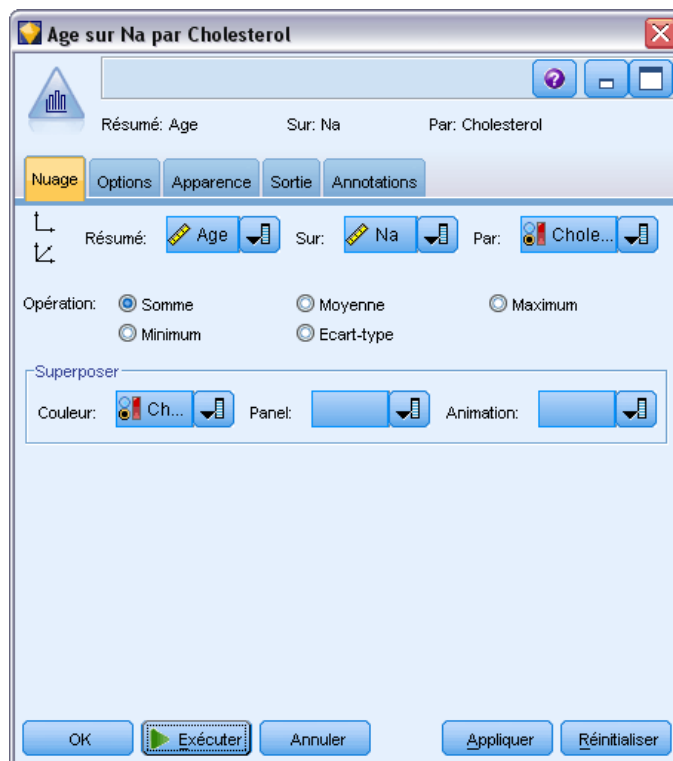 Age sur Na par Cholesterol
Résumé: Age Sur: Na Par: Cholesterol
Nuage Options Apparence Sortie Annotations
Résumé: Age Sur: Na Par: Chole...
Opération: Somme Moyenne Maximum
Minimum Ecart-type
Superposer
Couleur: Ch... Panel: Animation:
OK Exécuter Annuler Appliquer Réinitialiser